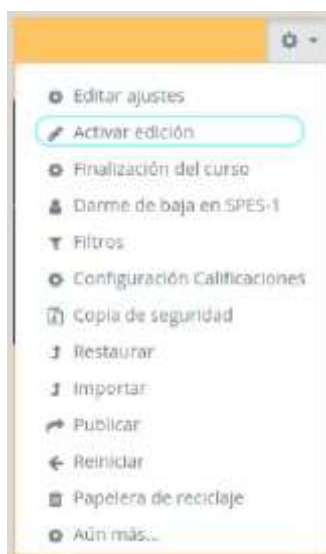 Editar ajustes
Activar edición
Finalización del curso
Darme de baja en SPES-1
Filtros
Configuración Calificaciones
Copia de seguridad
Restaurar
Importar
Publicar
Reiniciar
Papelera de reciclaje
Aún más...